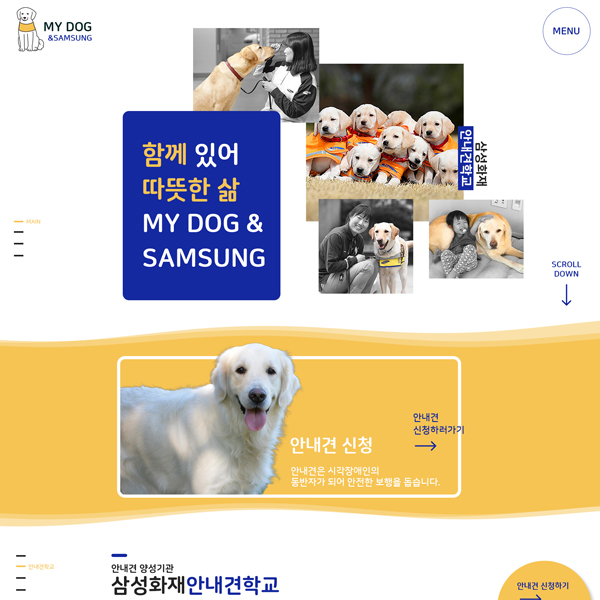 MY DOG
&SAMSUNG
MENU
함께 있어
따뜻한 삶
MY DOG &
SAMSUNG
삼성화재
안내견학교
MAIN
SCROLL
DOWN
안내견
신청하러가기
안내견 신청
안내견은 시각장애인의
동반자가 되어 안전한 보행을 돕습니다.
안내견학교
안내견 양성기관
삼성화재안내견학교
안내견 신청하기